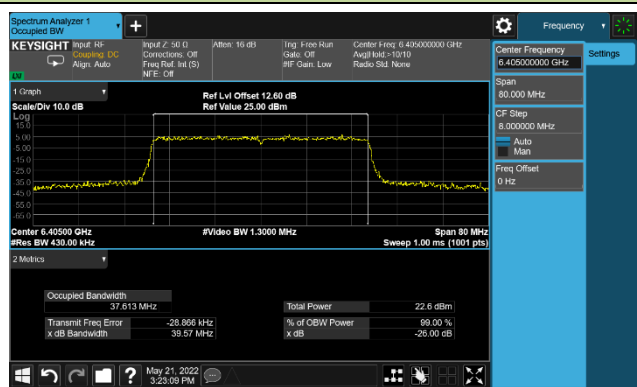 Spectrum Analyzer 1
Occupied BW
+
Frequency
KEYSIGHT
Input: RF
Coupling: DC
Align: Auto
Input Z: 50 Ω
Corrections: Off
Freq Ref: Int (S)
NFE: Off
Atten: 16 dB
Trig: Free Run
Gate: Off
#IF Gain: Low
Center Freq: 6.405000000 GHz
Avg|Hold:>10/10
Radio Std: None
Center Frequency
6.405000000 GHz
Settings
Span
80.000 MHz
CF Step
8.000000 MHz
Auto
Man
Freq Offset
0 Hz
1 Graph
Scale/Div 10.0 dB
Ref Lvl Offset 12.60 dB
Ref Value 25.00 dBm
Log
15.0
5.00
-5.00
-15.0
-25.0
-35.0
-45.0
-55.0
-65.0
Center 6.40500 GHz
#Video BW 1.3000 MHz
Span 80 MHz
#Res BW 430.00 kHz
Sweep 1.00 ms (1001 pts)
2 Metrics
Occupied Bandwidth
37.613 MHz
Total Power 22.6 dBm
Transmit Freq Error -28.866 kHz
% of OBW Power 99.00 %
x dB Bandwidth 39.57 MHz
x dB -26.00 dB
?
May 21, 2022
3:23:09 PM